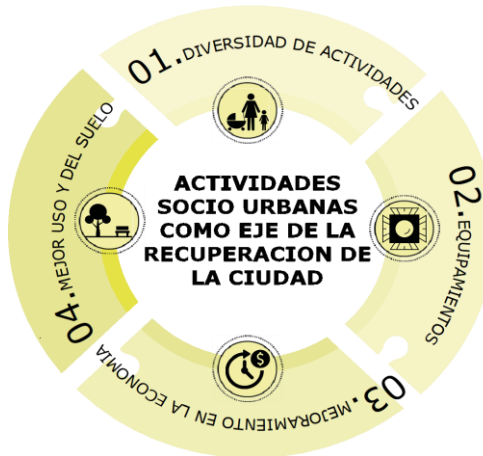 01. DIVERSIDAD DE ACTIVIDADES
02. EQUIPAMIENTOS
03. MEJORAMIENTO EN LA ECONOMIA
04. MEJOR USO Y DEL SUELO
ACTIVIDADES
SOCIO URBANAS
COMO EJE DE LA
RECUPERACION DE
LA CIUDAD
$